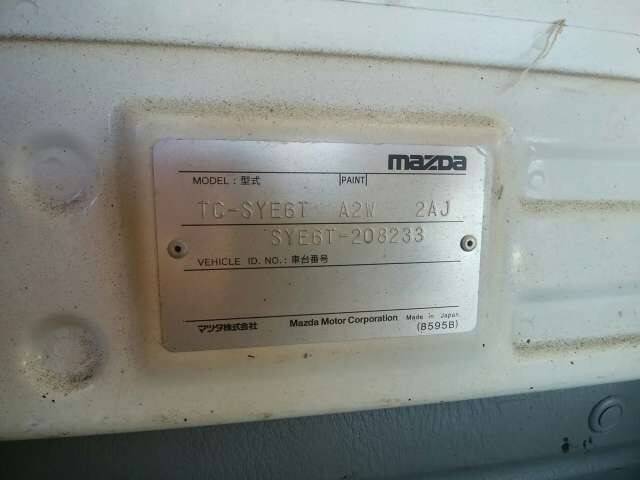 mazda
MODEL : 型式 PAINT
TC-SYE6T A2W 2AJ
SYE6T-208233
VEHICLE ID. NO. : 車台番号
マツダ株式会社 Mazda Motor Corporation Made in Japan
(8595B)